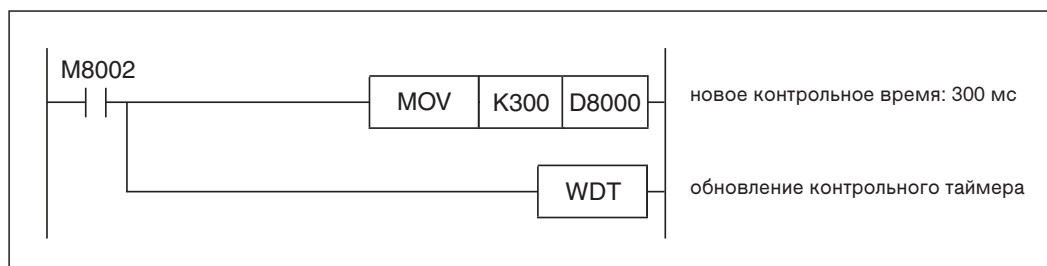 M8002
MOV K300 D8000 новое контрольное время: 300 мс
WDT обновление контрольного таймера